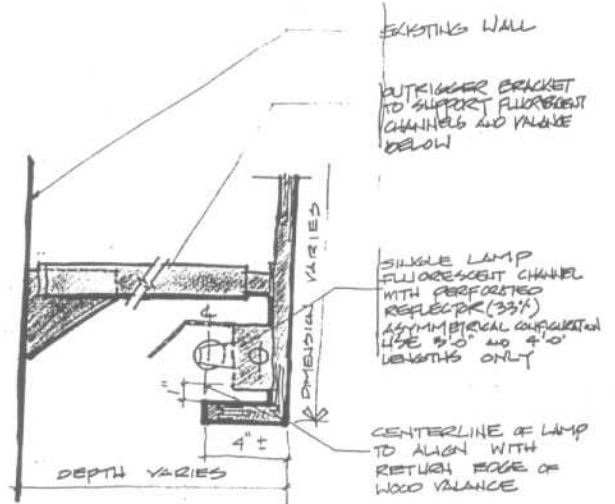 EXISTING WALL
OUTRIGGER BRACKET
TO SUPPORT FLUORESCENT
CHANNELS AND VALANCE
BELOW
DIMENSION VARIES
SINGLE LAMP
FLUORESCENT CHANNEL
WITH PERFORATED
REFLECTOR (33%)
ASYMMETRICAL CONFIGURATION
USE 3'-0" AND 4'-0"
LENGTHS ONLY
℄
1"
4" ±
CENTERLINE OF LAMP
TO ALIGN WITH
RETURN EDGE OF
WOOD VALANCE
DEPTH VARIES